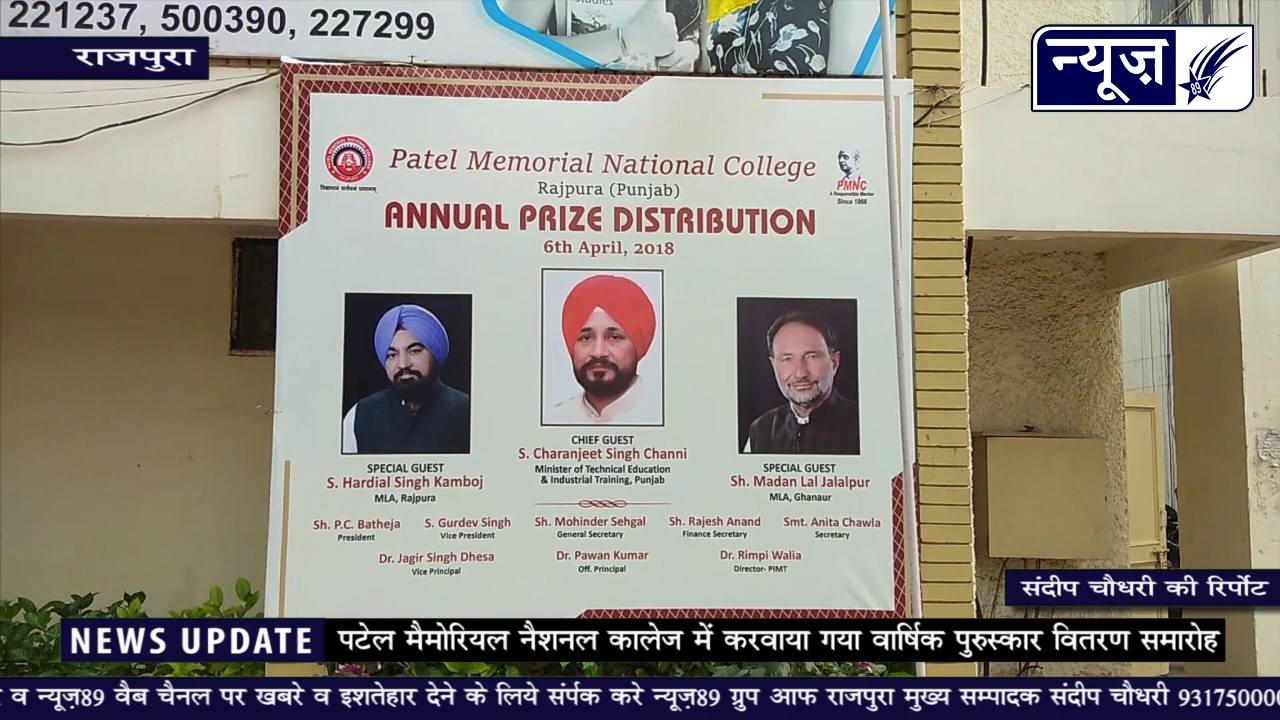 221237, 500390, 227299
राजपुरा
न्यूज़
89
Patel Memorial National College
Rajpura (Punjab)
ANNUAL PRIZE DISTRIBUTION
6th April, 2018
PMNC
A Responsible Mentor
Since 1966
CHIEF GUEST
S. Charanjeet Singh Channi
Minister of Technical Education
& Industrial Training, Punjab
SPECIAL GUEST
S. Hardial Singh Kamboj
MLA, Rajpura
SPECIAL GUEST
Sh. Madan Lal Jalalpur
MLA, Ghanaur
Sh. P.C. Batheja
President
S. Gurdev Singh
Vice President
Sh. Mohinder Sehgal
General Secretary
Sh. Rajesh Anand
Finance Secretary
Smt. Anita Chawla
Secretary
Dr. Jagir Singh Dhesa
Vice Principal
Dr. Pawan Kumar
Off. Principal
Dr. Rimpi Walia
Director- PIMT
संदीप चौधरी की रिर्पोट
NEWS UPDATE
पटेल मैमोरियल नैशनल कालेज में करवाया गया वार्षिक पुरुस्कार वितरण समारोह
व न्यूज़89 वैब चैनल पर खबरे व इशतेहार देने के लिये संर्पक करे न्यूज़89 ग्रुप आफ राजपुरा मुख्य सम्पादक संदीप चौधरी 93175000